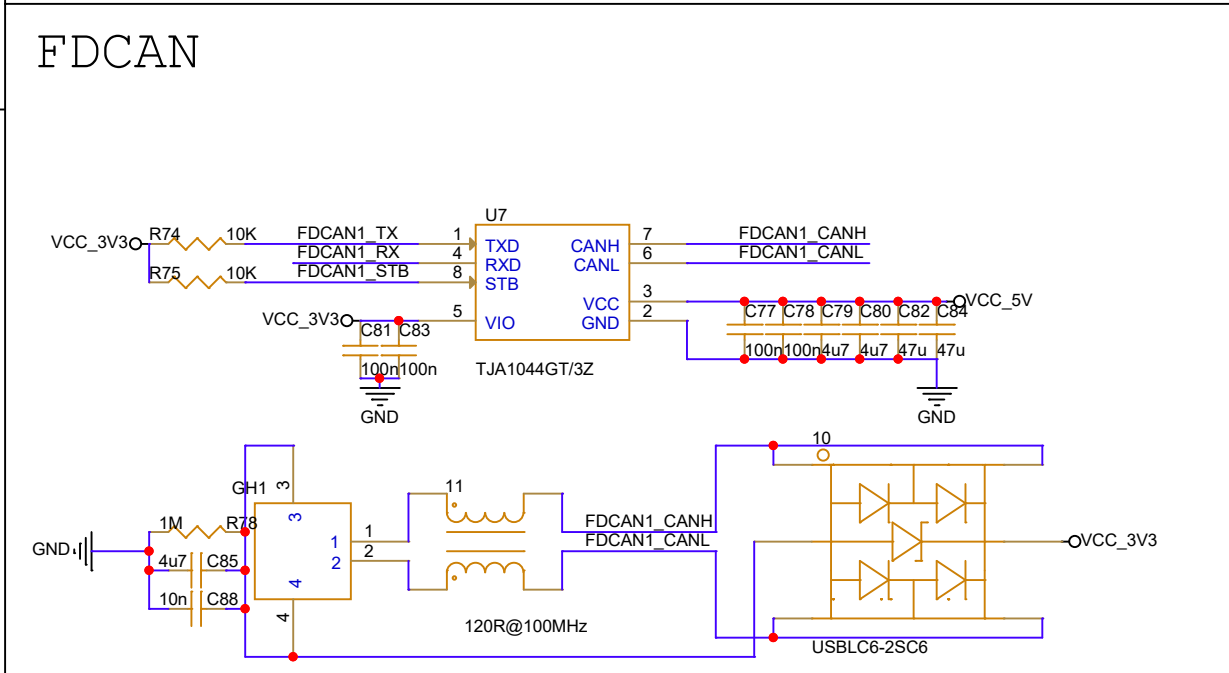 FDCAN
U7
VCC_3V3
R74
10K
FDCAN1_TX
1
TXD
CANH
7
FDCAN1_CANH
FDCAN1_RX
4
RXD
CANL
6
FDCAN1_CANL
R75
10K
FDCAN1_STB
8
STB
VCC
3
VCC_5V
VCC_3V3
5
VIO
GND
2
C81
C83
100n
100n
GND
TJA1044GT/3Z
C77
C78
C79
C80
C82
C84
100n
100n
4u7
4u7
47u
47u
GND
GH1
3
3
11
10
1M
R78
1
1
FDCAN1_CANH
GND
2
2
FDCAN1_CANL
VCC_3V3
4u7
C85
10n
C88
4
4
120R@100MHz
USBLC6-2SC6